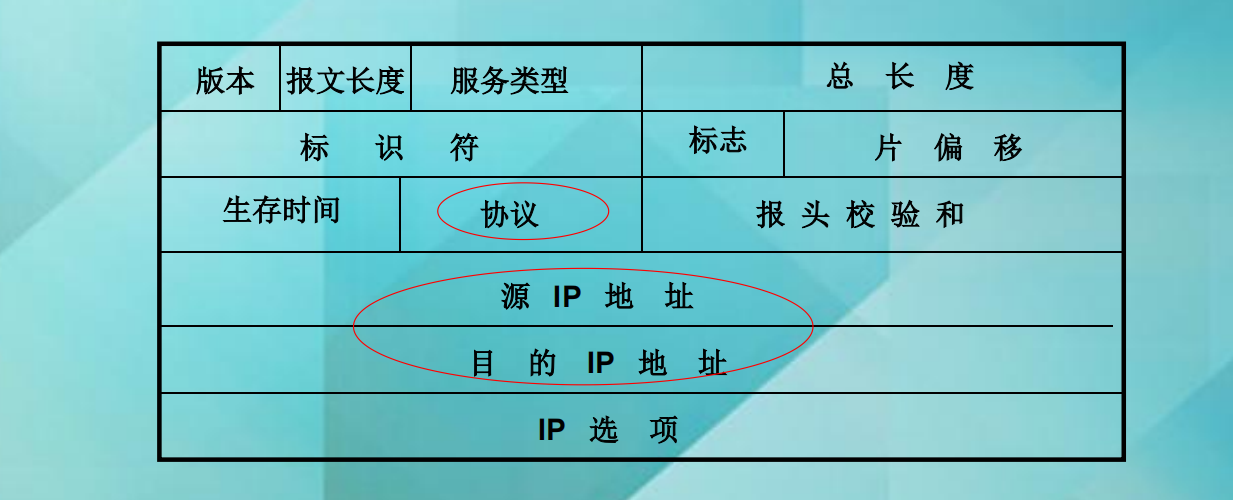 版本 报文长度 服务类型 总长度
标识符 标志 片偏移
生存时间 协议 报头校验和
源 IP 地址
目的 IP 地址
IP 选项